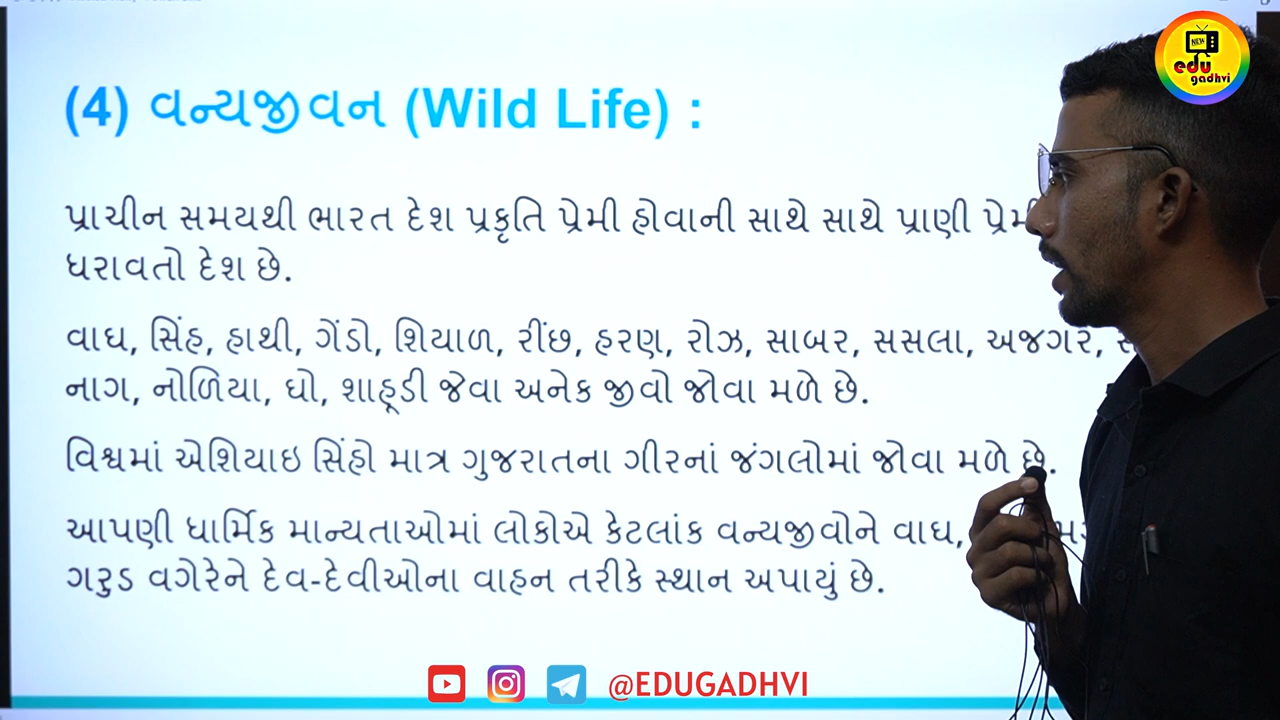 NEW
edu
gadhvi
(4) વન્યજીવન (Wild Life) :
પ્રાચીન સમયથી ભારત દેશ પ્રકૃતિ પ્રેમી હોવાની સાથે સાથે પ્રાણી
ધરાવતો દેશ છે.
વાઘ, સિંહ, હાથી, ગેંડો, શિયાળ, રીંછ, હરણ, રોઝ, સાબર, સસલા, અજગર,
નાગ, નોળિયા, ઘો, શાહૂડી જેવા અનેક જીવો જોવા મળે છે.
વિશ્વમાં એશિયાઇ સિંહો માત્ર ગુજરાતના ગીરનાં જંગલોમાં જોવા મળે છે.
આપણી ધાર્મિક માન્યતાઓમાં લોકોએ કેટલાંક વન્યજીવોને વાઘ,
ગરુડ વગેરેને દેવ-દેવીઓના વાહન તરીકે સ્થાન અપાયું છે.
@EDUGADHVI